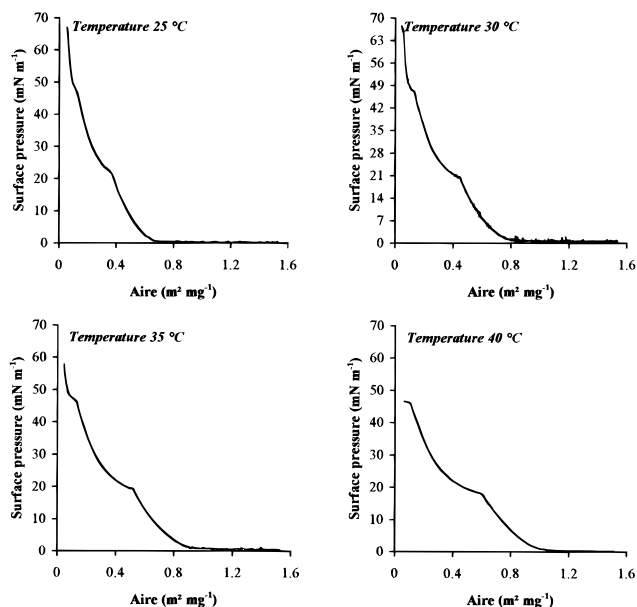 Temperature 25 °C
Surface pressure (mN m⁻¹)
70
60
50
40
30
20
10
0
0 0.4 0.8 1.2 1.6
Aire (m² mg⁻¹)
Temperature 30 °C
Surface pressure (mN m⁻¹)
70
63
56
49
42
35
28
21
14
7
0
0 0.4 0.8 1.2 1.6
Aire (m² mg⁻¹)
Temperature 35 °C
Surface pressure (mN m⁻¹)
70
60
50
40
30
20
10
0
0 0.4 0.8 1.2 1.6
Aire (m² mg⁻¹)
Temperature 40 °C
Surface pressure (mN m⁻¹)
70
60
50
40
30
20
10
0
0 0.4 0.8 1.2 1.6
Aire (m² mg⁻¹)